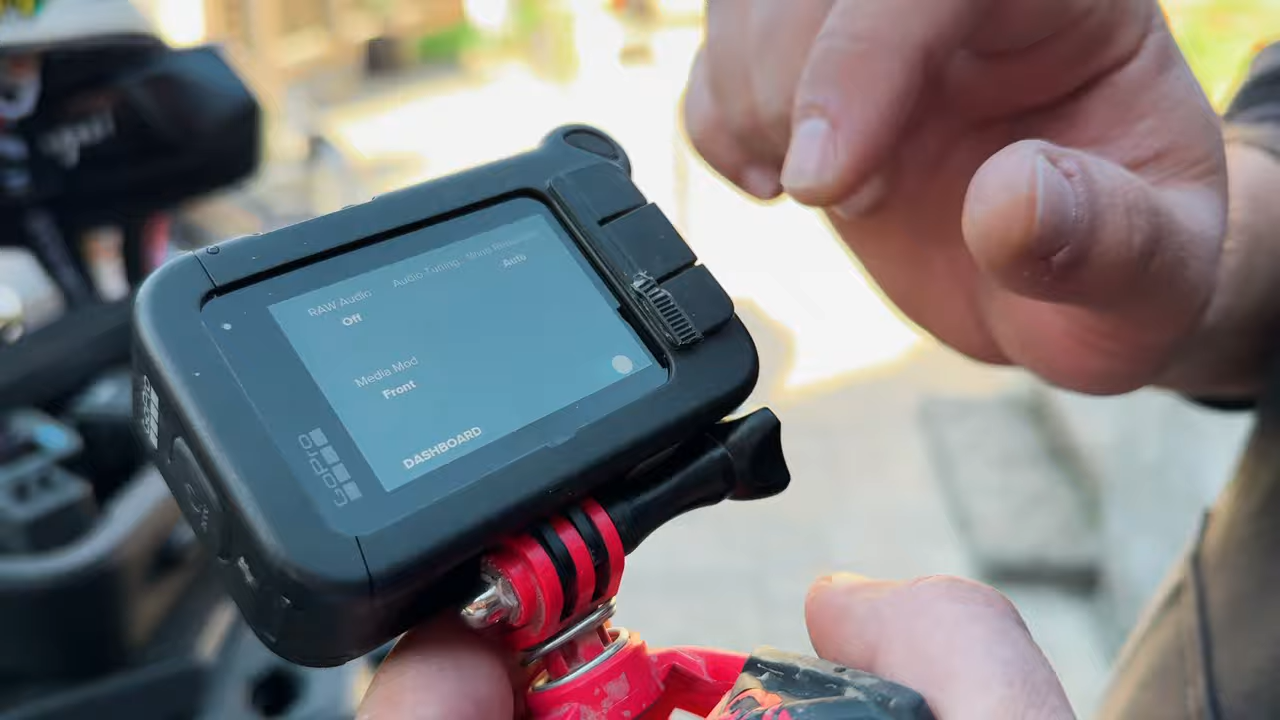 RAW Audio
Off
Audio Tuning
Auto
Media Mod
Front
DASHBOARD
GoPro